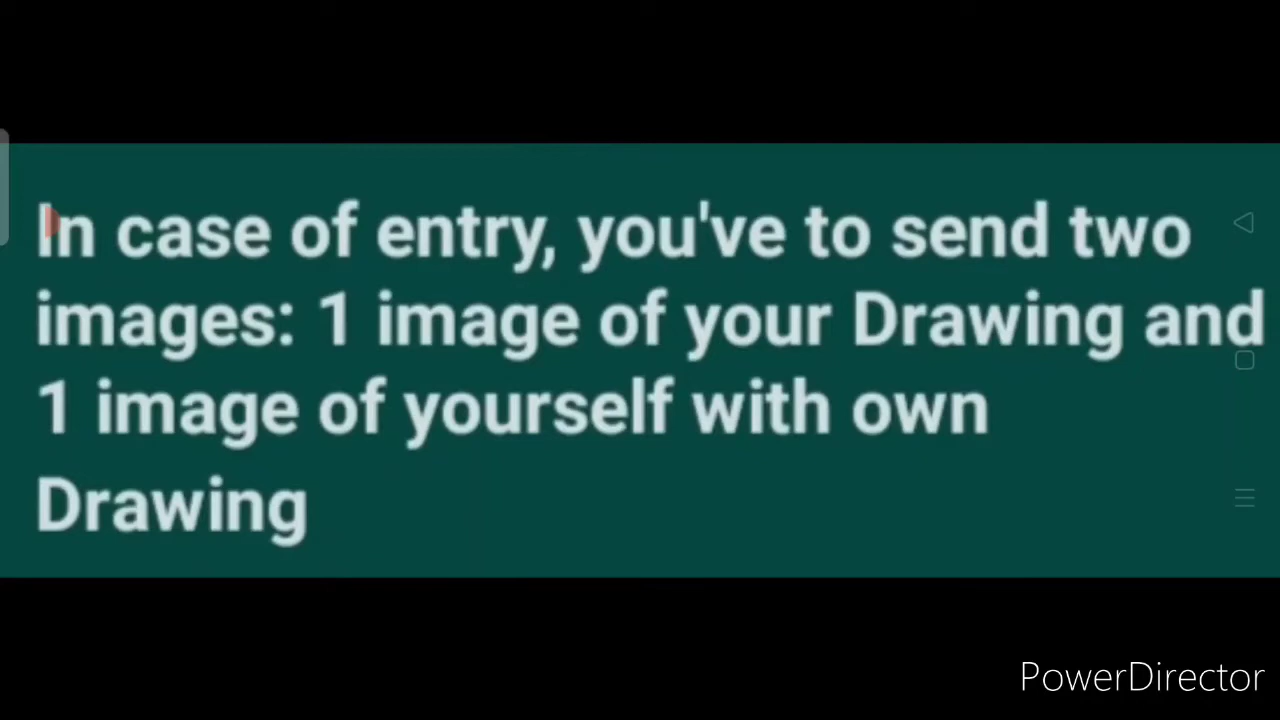 In case of entry, you've to send two
images: 1 image of your Drawing and
1 image of yourself with own
Drawing
PowerDirector